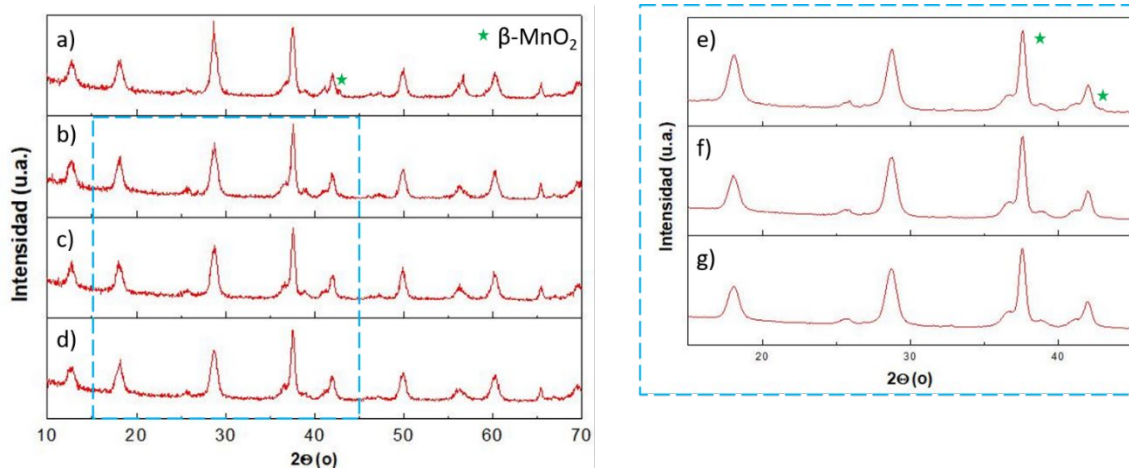 a)
★ β-MnO₂
b)
c)
d)
Intensidad (u.a.)
10 20 30 40 50 60 70
2Θ (o)
e)
★
★
f)
g)
Intensidad (u.a.)
20 30 40
2Θ (o)